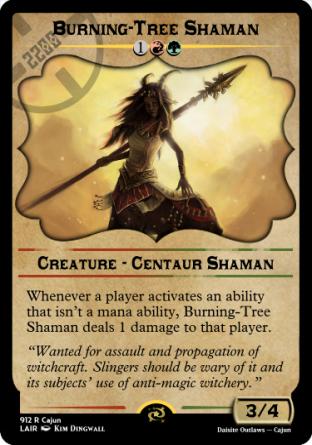 Burning-Tree Shaman
1
2200
Creature - Centaur Shaman
Whenever a player activates an ability
that isn't a mana ability, Burning-Tree
Shaman deals 1 damage to that player.
"Wanted for assault and propagation of
witchcraft. Slingers should be wary of it and
its subjects' use of anti-magic witchery."
3/4
912 R Cajun
LAIR Kim Dingwall
Daisite Outlaws — Cajun